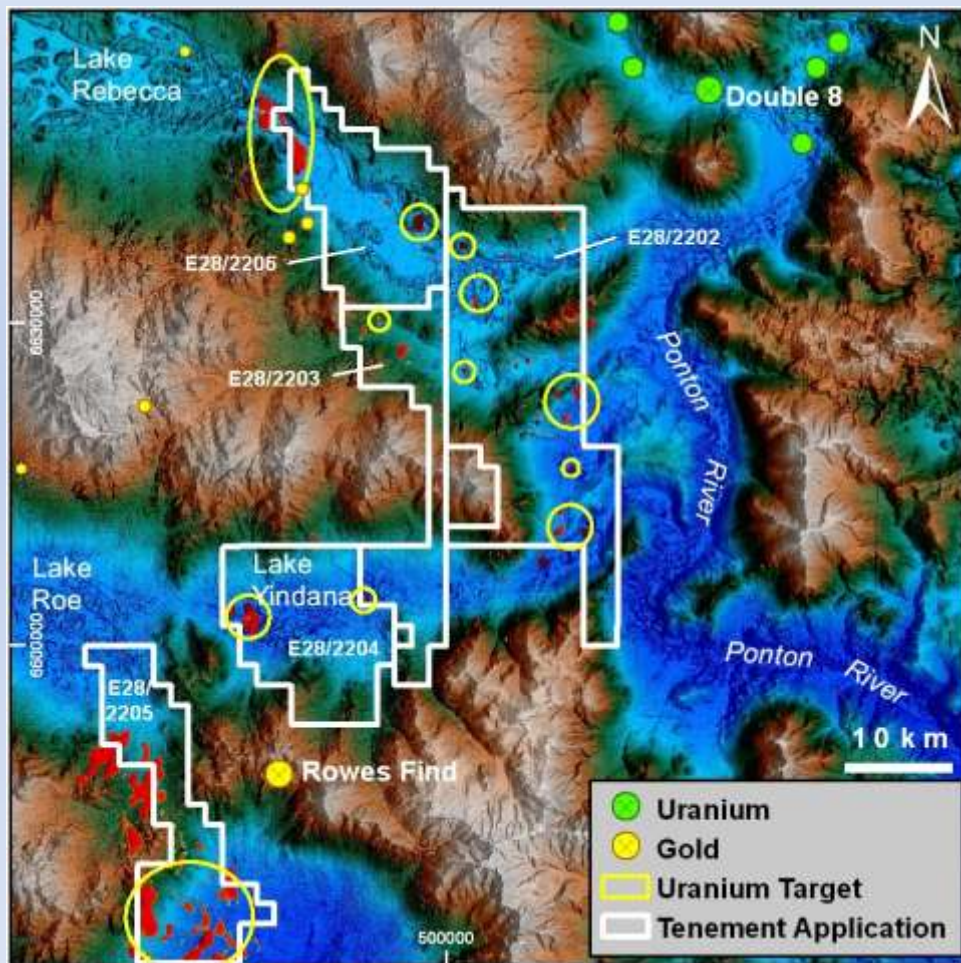 Lake
Rebecca
N
Double 8
E28/2206
E28/2202
6630000
E28/2203
Ponton
River
Lake
Roe
Lake
Yindana
E28/2204
6600000
E28/
2205
Ponton River
10 km
Rowes Find
Uranium
Gold
Uranium Target
Tenement Application
500000